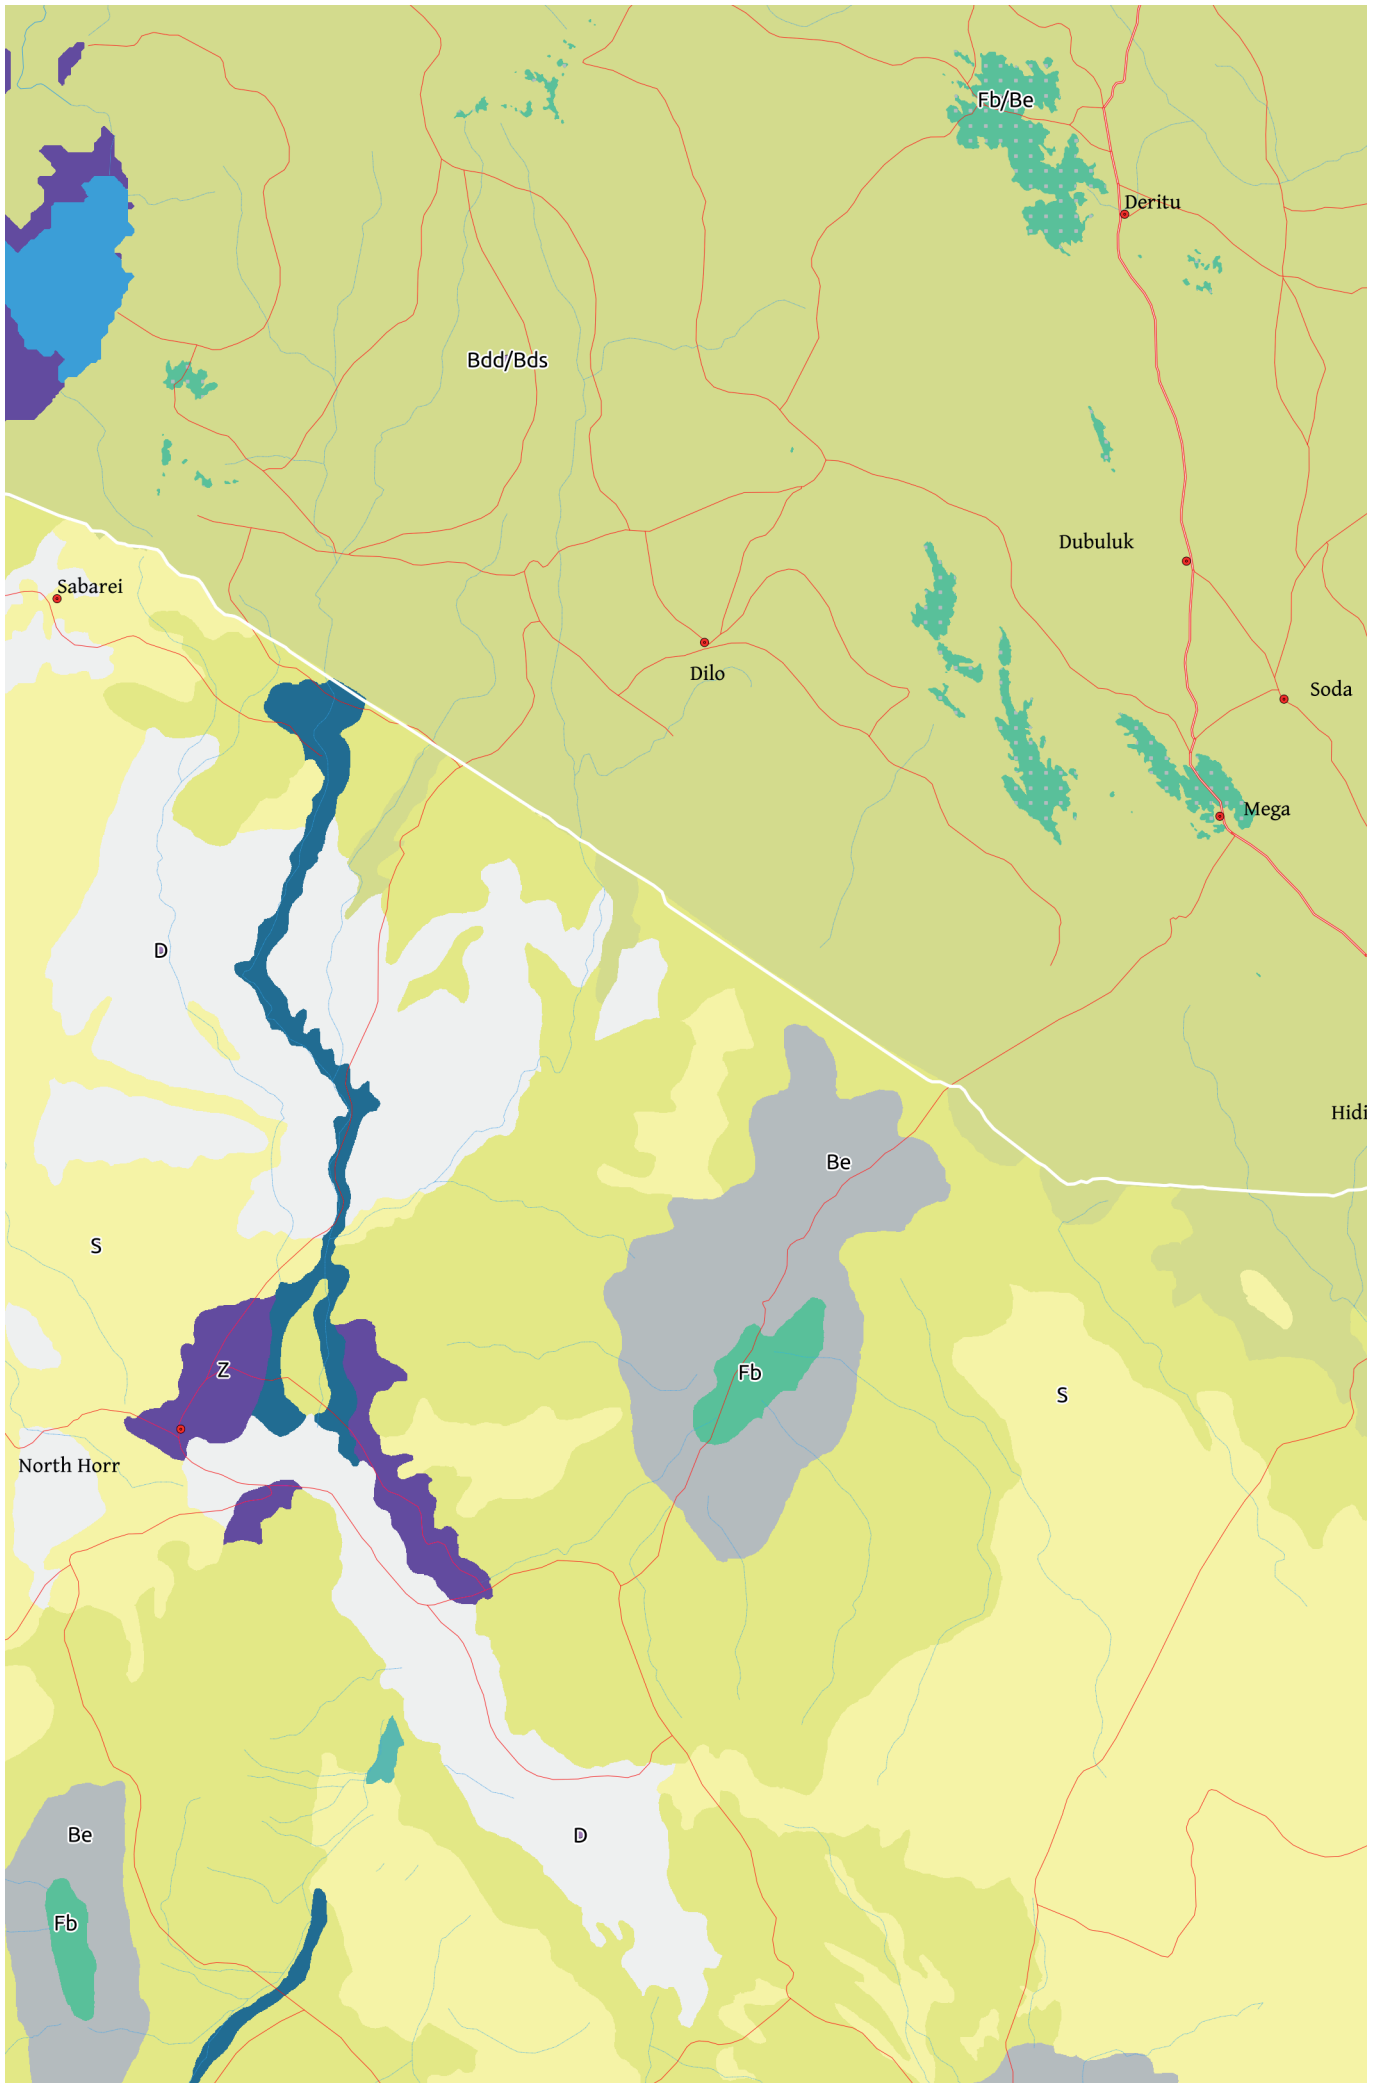 Fb/Be
Deritu
Bdd/Bds
Dubuluk
Sabarei
Dilo
Soda
Mega
D
Hidi
Be
S
Z
Fb
S
North Horr
Be
D
Fb